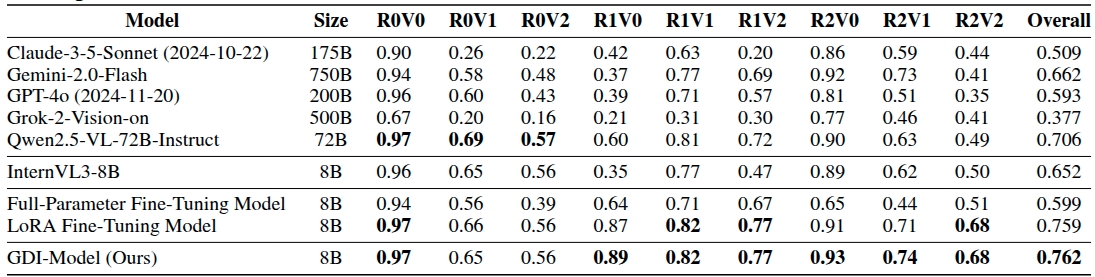 Model Size R0V0 R0V1 R0V2 R1V0 R1V1 R1V2 R2V0 R2V1 R2V2 Overall
Claude-3-5-Sonnet (2024-10-22) 175B 0.90 0.26 0.22 0.42 0.63 0.20 0.86 0.59 0.44 0.509
Gemini-2.0-Flash 750B 0.94 0.58 0.48 0.37 0.77 0.69 0.92 0.73 0.41 0.662
GPT-4o (2024-11-20) 200B 0.96 0.60 0.43 0.39 0.71 0.57 0.81 0.51 0.35 0.593
Grok-2-Vision-on 500B 0.67 0.20 0.16 0.21 0.31 0.30 0.77 0.46 0.41 0.377
Qwen2.5-VL-72B-Instruct 72B 0.97 0.69 0.57 0.60 0.81 0.72 0.90 0.63 0.49 0.706
InternVL3-8B 8B 0.96 0.65 0.56 0.35 0.77 0.47 0.89 0.62 0.50 0.652
Full-Parameter Fine-Tuning Model 8B 0.94 0.56 0.39 0.64 0.71 0.67 0.65 0.44 0.51 0.599
LoRA Fine-Tuning Model 8B 0.97 0.66 0.56 0.87 0.82 0.77 0.91 0.71 0.68 0.759
GDI-Model (Ours) 8B 0.97 0.65 0.56 0.89 0.82 0.77 0.93 0.74 0.68 0.762